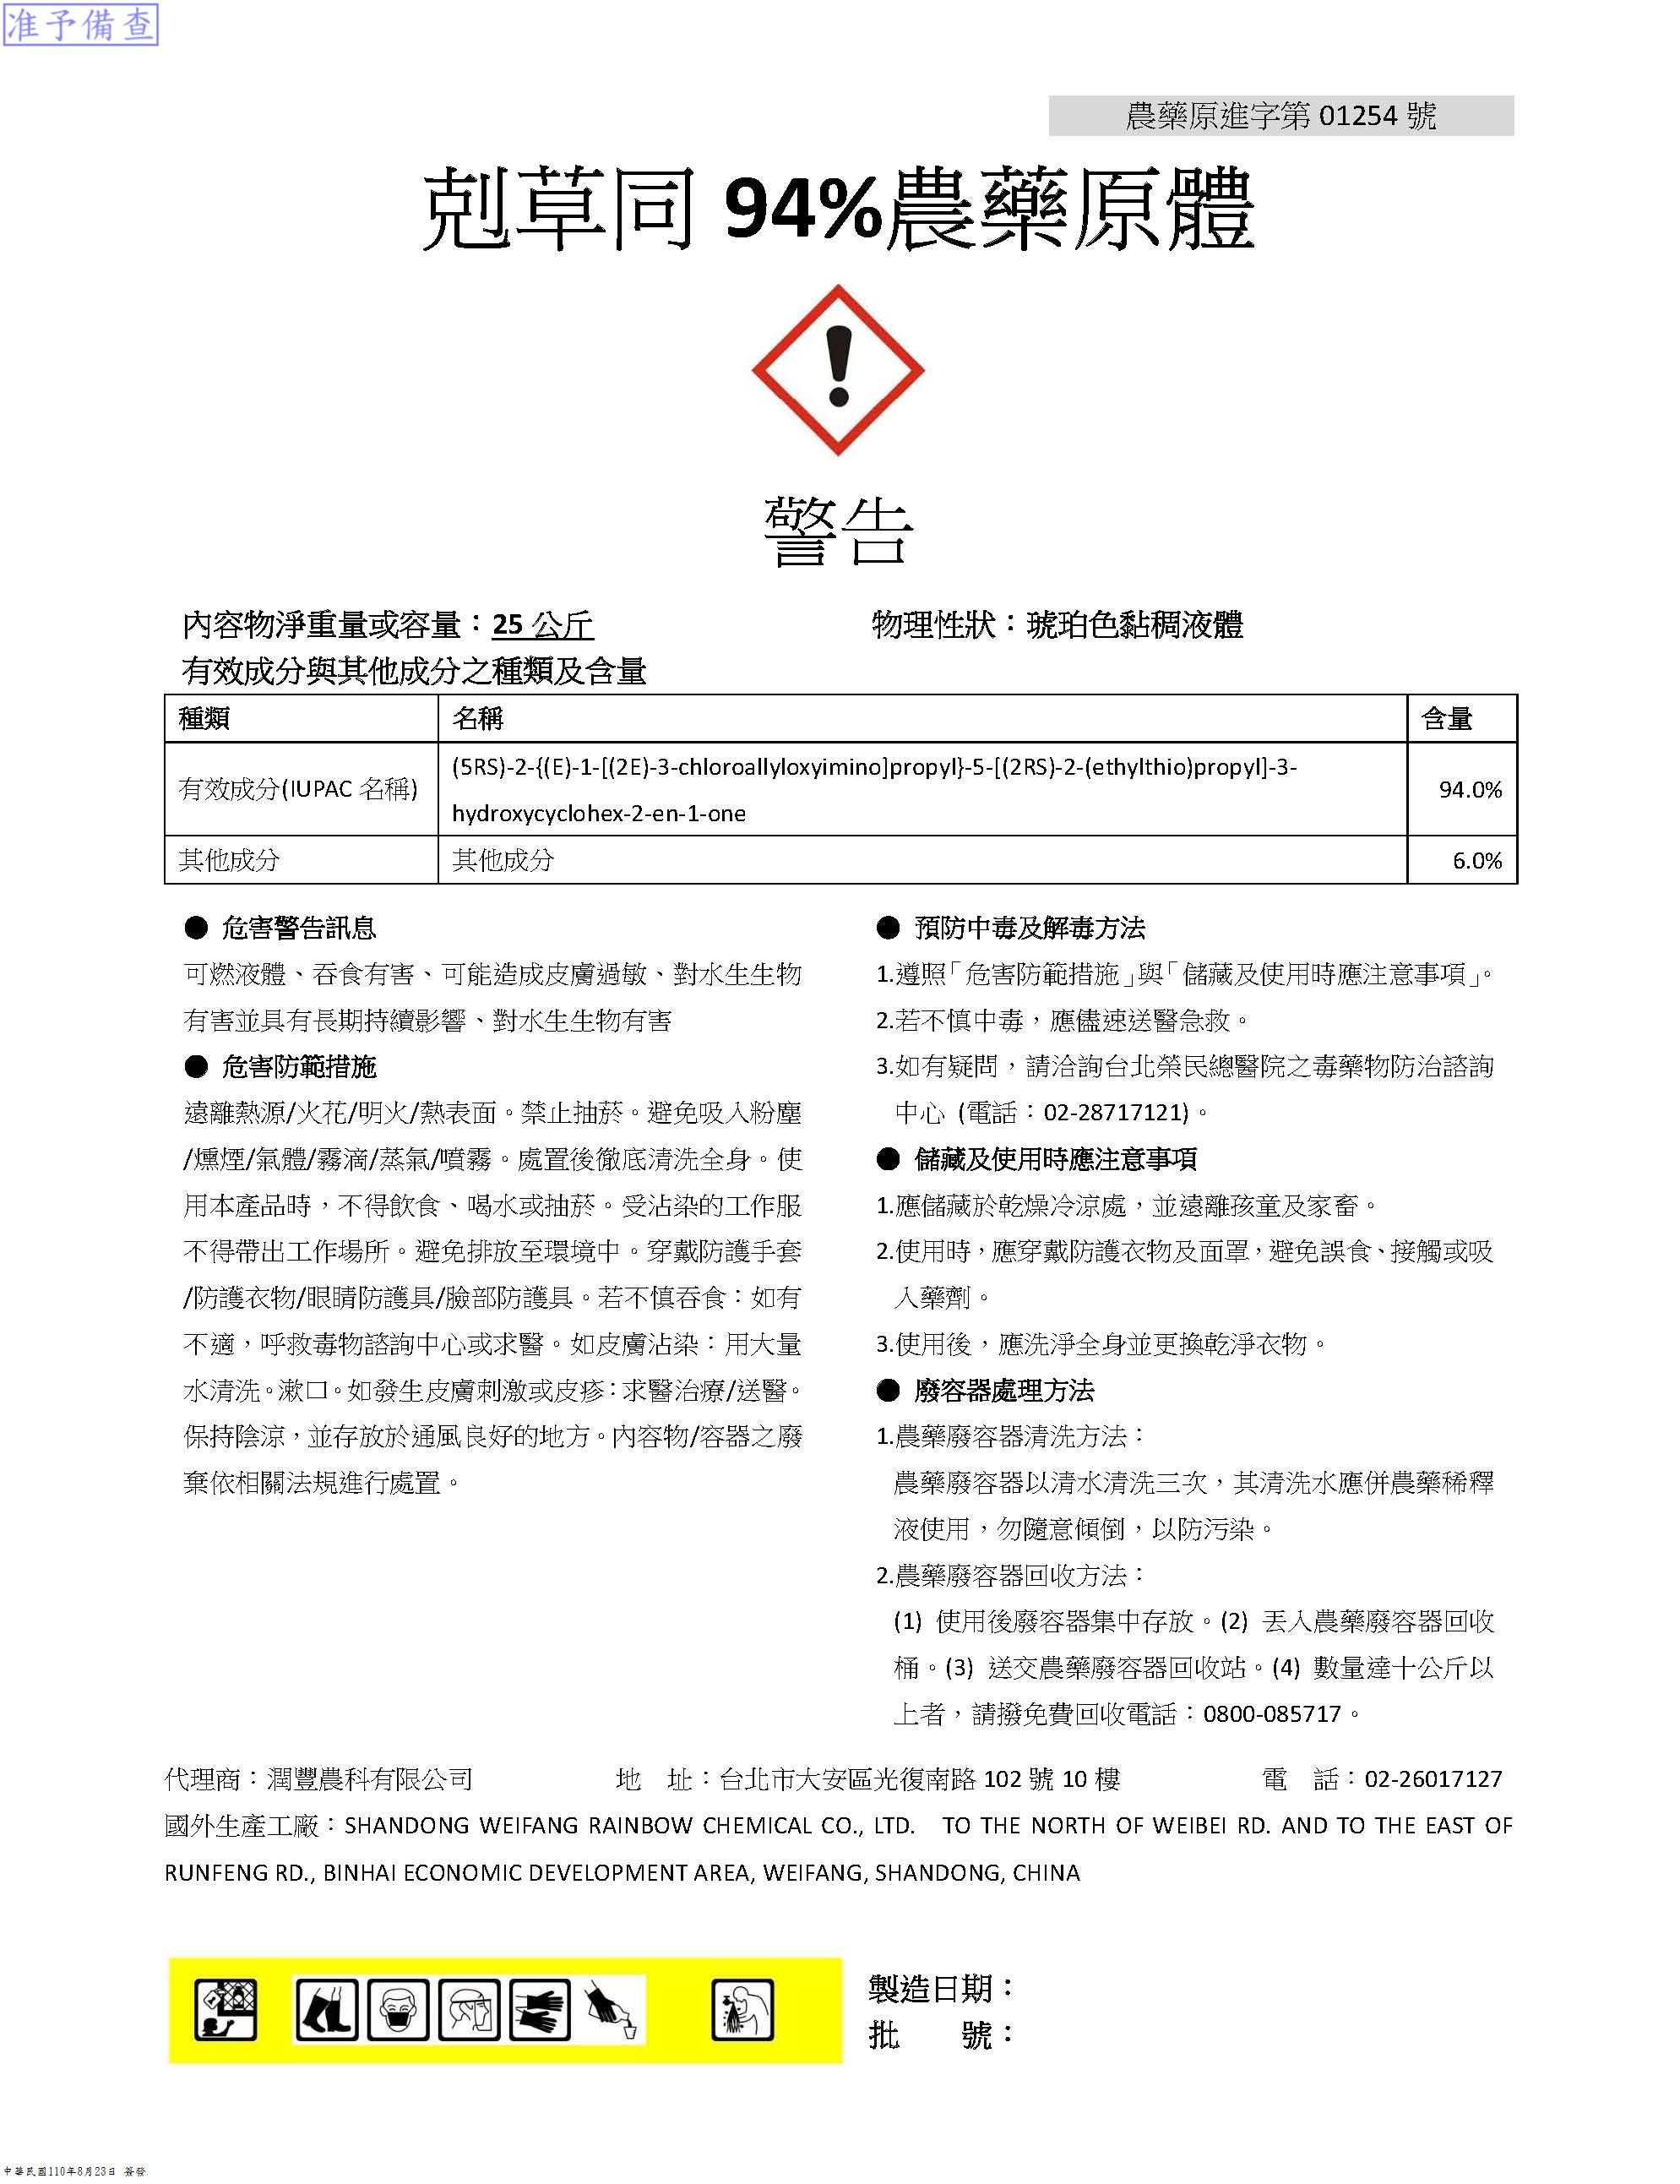 准予備查
農藥原進字第 01254 號
剋草同 94%農藥原體
警告
內容物淨重量或容量：25 公斤
物理性狀：琥珀色黏稠液體
有效成分與其他成分之種類及含量
種類 名稱 含量
有效成分(IUPAC 名稱) (5RS)-2-{(E)-1-[(2E)-3-chloroallyloxyimino]propyl}-5-[(2RS)-2-(ethylthio)propyl]-3-
hydroxycyclohex-2-en-1-one 94.0%
其他成分 其他成分 6.0%
● 危害警告訊息
可燃液體、吞食有害、可能造成皮膚過敏、對水生生物
有害並具有長期持續影響、對水生生物有害
● 危害防範措施
遠離熱源/火花/明火/熱表面。禁止抽菸。避免吸入粉塵
/燻煙/氣體/霧滴/蒸氣/噴霧。處置後徹底清洗全身。使
用本產品時，不得飲食、喝水或抽菸。受沾染的工作服
不得帶出工作場所。避免排放至環境中。穿戴防護手套
/防護衣物/眼睛防護具/臉部防護具。若不慎吞食：如有
不適，呼救毒物諮詢中心或求醫。如皮膚沾染：用大量
水清洗。漱口。如發生皮膚刺激或皮疹：求醫治療/送醫。
保持陰涼，並存放於通風良好的地方。內容物/容器之廢
棄依相關法規進行處置。
● 預防中毒及解毒方法
1.遵照「危害防範措施」與「儲藏及使用時應注意事項」。
2.若不慎中毒，應儘速送醫急救。
3.如有疑問，請洽詢台北榮民總醫院之毒藥物防治諮詢
中心 (電話：02-28717121)。
● 儲藏及使用時應注意事項
1.應儲藏於乾燥冷涼處，並遠離孩童及家畜。
2.使用時，應穿戴防護衣物及面罩，避免誤食、接觸或吸
入藥劑。
3.使用後，應洗淨全身並更換乾淨衣物。
● 廢容器處理方法
1.農藥廢容器清洗方法：
農藥廢容器以清水清洗三次，其清洗水應併農藥稀釋
液使用，勿隨意傾倒，以防污染。
2.農藥廢容器回收方法：
(1) 使用後廢容器集中存放。(2) 丟入農藥廢容器回收
桶。(3) 送交農藥廢容器回收站。(4) 數量達十公斤以
上者，請撥免費回收電話：0800-085717。
代理商：潤豐農科有限公司 地　址：台北市大安區光復南路 102 號 10 樓 電　話：02-26017127
國外生產工廠：SHANDONG WEIFANG RAINBOW CHEMICAL CO., LTD. TO THE NORTH OF WEIBEI RD. AND TO THE EAST OF
RUNFENG RD., BINHAI ECONOMIC DEVELOPMENT AREA, WEIFANG, SHANDONG, CHINA
製造日期：
批　號：
中華民國110年8月23日 簽發